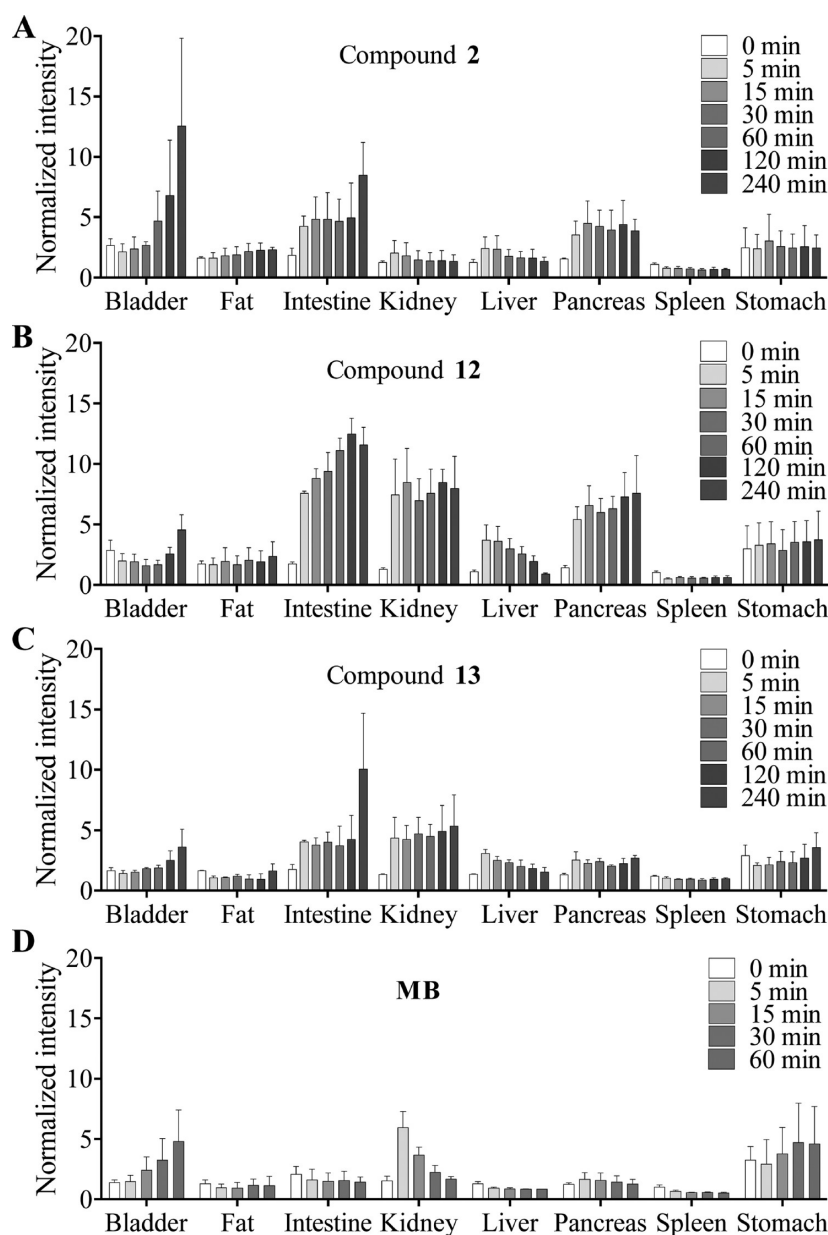 A
Compound 2
Normalized intensity
20
15
10
5
0
0 min
5 min
15 min
30 min
60 min
120 min
240 min
Bladder Fat Intestine Kidney Liver Pancreas Spleen Stomach
B
Compound 12
Normalized intensity
20
15
10
5
0
0 min
5 min
15 min
30 min
60 min
120 min
240 min
Bladder Fat Intestine Kidney Liver Pancreas Spleen Stomach
C
Compound 13
Normalized intensity
20
15
10
5
0
0 min
5 min
15 min
30 min
60 min
120 min
240 min
Bladder Fat Intestine Kidney Liver Pancreas Spleen Stomach
D
MB
Normalized intensity
20
15
10
5
0
0 min
5 min
15 min
30 min
60 min
Bladder Fat Intestine Kidney Liver Pancreas Spleen Stomach